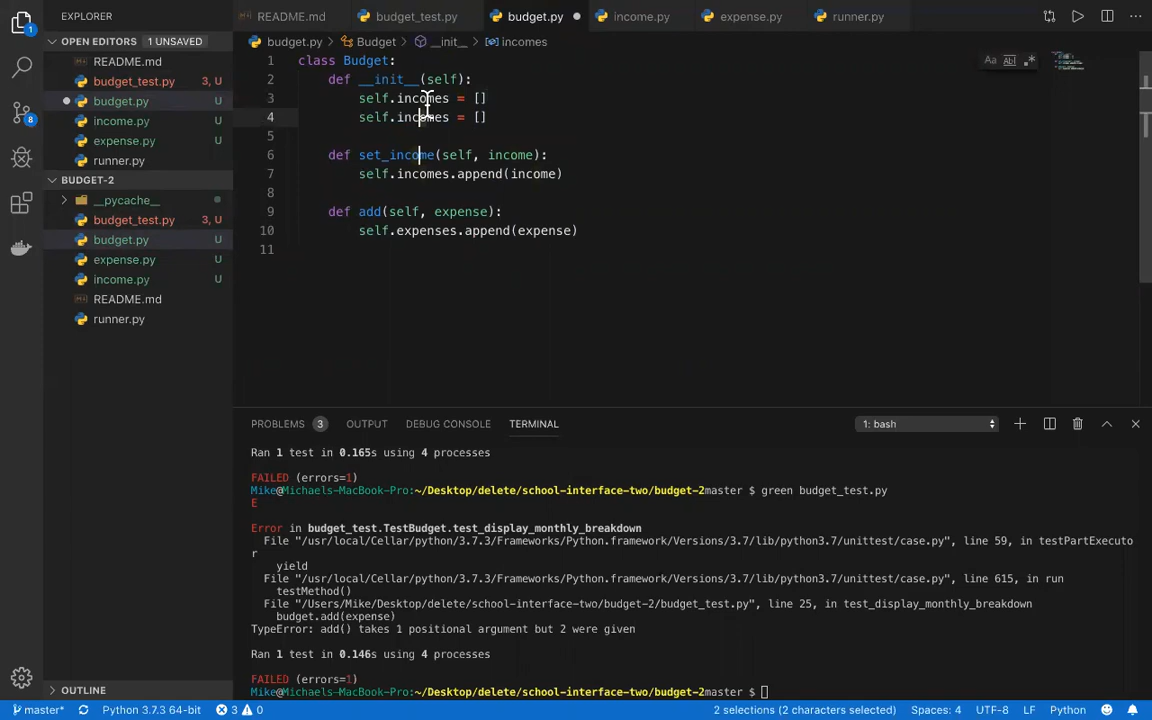 EXPLORER
OPEN EDITORS 1 UNSAVED
README.md
budget_test.py 3, U
budget.py U
income.py U
expense.py U
runner.py
BUDGET-2
__pycache__
budget_test.py 3, U
budget.py U
expense.py U
income.py U
README.md
runner.py
OUTLINE
README.md budget_test.py budget.py income.py expense.py runner.py
budget.py Budget __init__ incomes
Aa Abl .*
1 class Budget:
2 def __init__(self):
3 self.incomes = []
4 self.incomes = []
5
6 def set_income(self, income):
7 self.incomes.append(income)
8
9 def add(self, expense):
10 self.expenses.append(expense)
11
PROBLEMS 3 OUTPUT DEBUG CONSOLE TERMINAL 1: bash
Ran 1 test in 0.165s using 4 processes
FAILED (errors=1)
Mike@Michaels-MacBook-Pro:~/Desktop/delete/school-interface-two/budget-2master $ green budget_test.py
E
Error in budget_test.TestBudget.test_display_monthly_breakdown
File "/usr/local/Cellar/python/3.7.3/Frameworks/Python.framework/Versions/3.7/lib/python3.7/unittest/case.py", line 59, in testPartExecuto
r
yield
File "/usr/local/Cellar/python/3.7.3/Frameworks/Python.framework/Versions/3.7/lib/python3.7/unittest/case.py", line 615, in run
testMethod()
File "/Users/Mike/Desktop/delete/school-interface-two/budget-2/budget_test.py", line 25, in test_display_monthly_breakdown
budget.add(expense)
TypeError: add() takes 1 positional argument but 2 were given
Ran 1 test in 0.146s using 4 processes
FAILED (errors=1)
Mike@Michaels-MacBook-Pro:~/Desktop/delete/school-interface-two/budget-2master $
1
master* Python 3.7.3 64-bit 3 0 2 selections (2 characters selected) Spaces: 4 UTF-8 LF Python